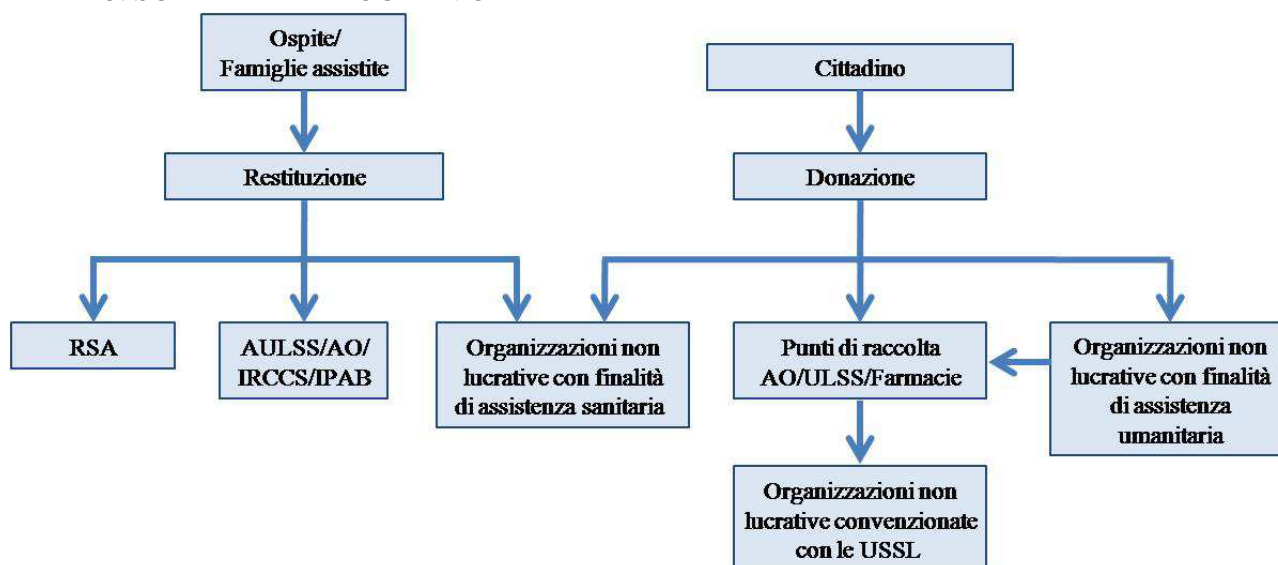 Ospite/
Famiglie assistite
Cittadino
Restituzione
Donazione
RSA
AULSS/AO/
IRCCS/IPAB
Organizzazioni non
lucrative con finalità
di assistenza sanitaria
Punti di raccolta
AO/ULSS/Farmacie
Organizzazioni non
lucrative con finalità
di assistenza
umanitaria
Organizzazioni non
lucrative convenzionate
con le USSL